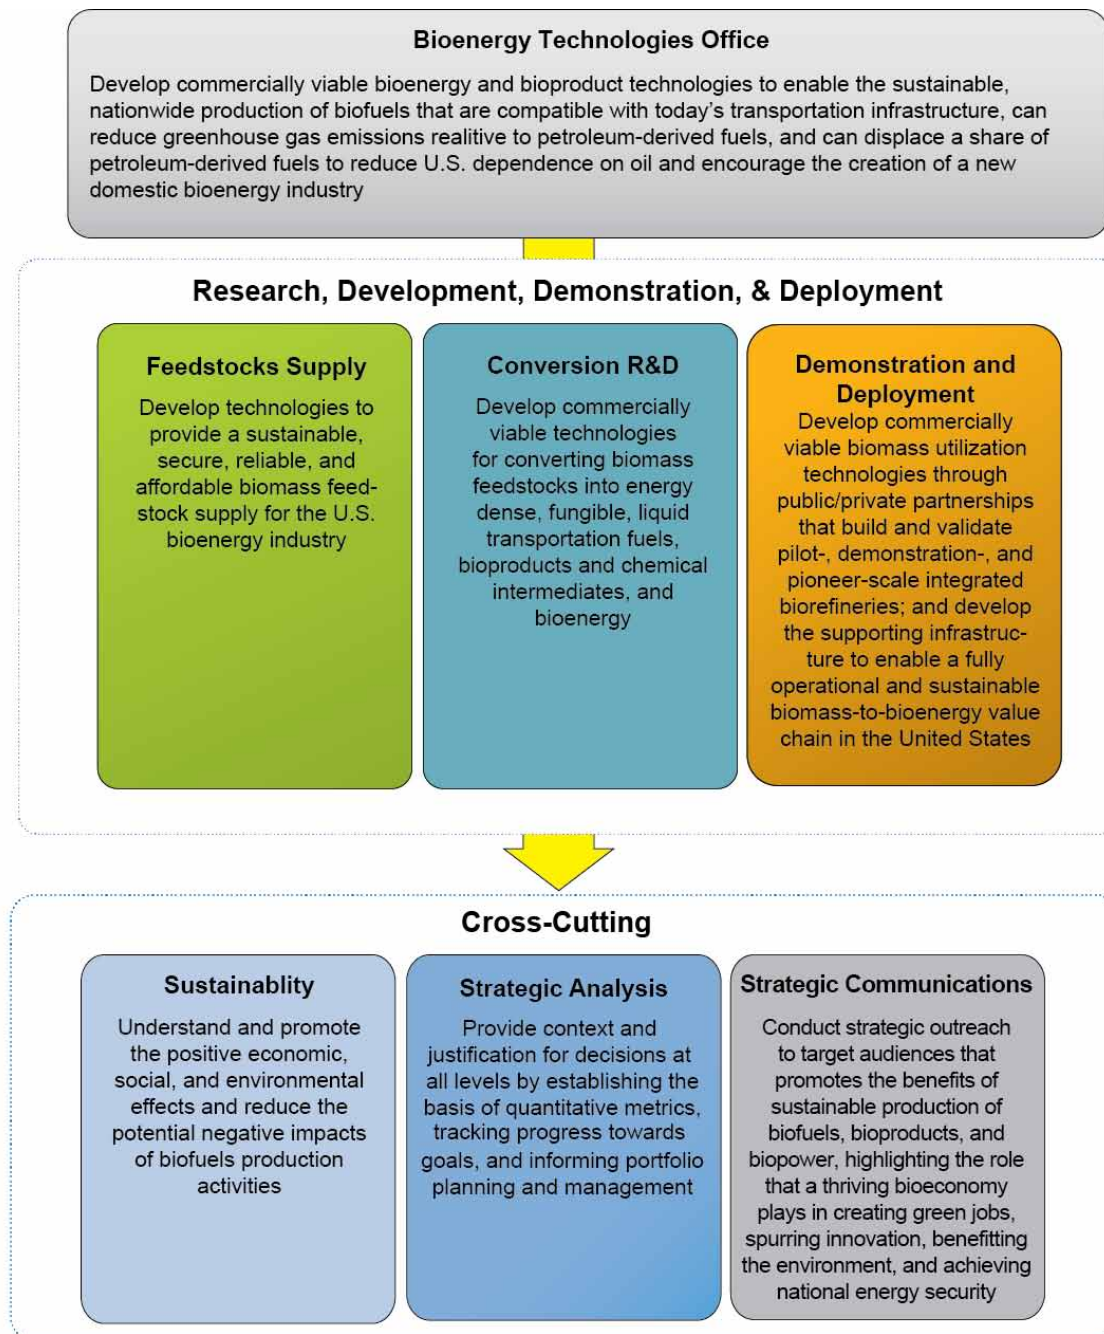 Bioenergy Technologies Office
Develop commercially viable bioenergy and bioproduct technologies to enable the sustainable,
nationwide production of biofuels that are compatible with today's transportation infrastructure, can
reduce greenhouse gas emissions realitive to petroleum-derived fuels, and can displace a share of
petroleum-derived fuels to reduce U.S. dependence on oil and encourage the creation of a new
domestic bioenergy industry
Research, Development, Demonstration, & Deployment
Feedstocks Supply
Develop technologies to
provide a sustainable,
secure, reliable, and
affordable biomass feed-
stock supply for the U.S.
bioenergy industry
Conversion R&D
Develop commercially
viable technologies
for converting biomass
feedstocks into energy
dense, fungible, liquid
transportation fuels,
bioproducts and chemical
intermediates, and
bioenergy
Demonstration and
Deployment
Develop commercially
viable biomass utilization
technologies through
public/private partnerships
that build and validate
pilot-, demonstration-, and
pioneer-scale integrated
biorefineries; and develop
the supporting infrastruc-
ture to enable a fully
operational and sustainable
biomass-to-bioenergy value
chain in the United States
Cross-Cutting
Sustainablity
Understand and promote
the positive economic,
social, and environmental
effects and reduce the
potential negative impacts
of biofuels production
activities
Strategic Analysis
Provide context and
justification for decisions at
all levels by establishing the
basis of quantitative metrics,
tracking progress towards
goals, and informing portfolio
planning and management
Strategic Communications
Conduct strategic outreach
to target audiences that
promotes the benefits of
sustainable production of
biofuels, bioproducts, and
biopower, highlighting the role
that a thriving bioeconomy
plays in creating green jobs,
spurring innovation, benefitting
the environment, and achieving
national energy security